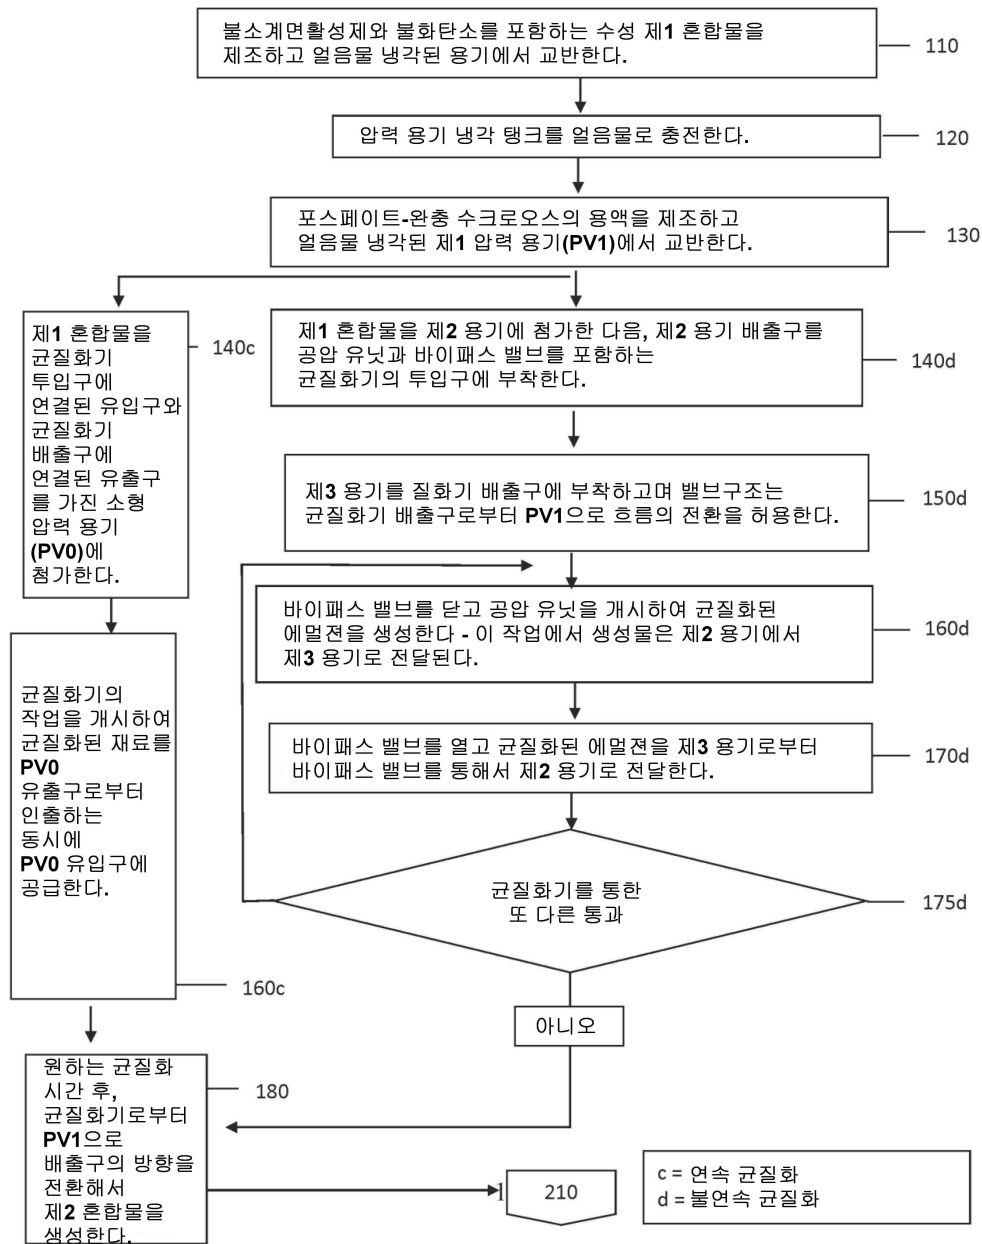 불소계면활성제와 불화탄소를 포함하는 수성 제1 혼합물을
제조하고 얼음물 냉각된 용기에서 교반한다.
110
압력 용기 냉각 탱크를 얼음물로 충전한다.
120
포스페이트-완충 수크로오스의 용액을 제조하고
얼음물 냉각된 제1 압력 용기(PV1)에서 교반한다.
130
제1 혼합물을
균질화기
투입구에
연결된 유입구와
균질화기
배출구에
연결된 유출구
를 가진 소형
압력 용기
(PV0)에
첨가한다.
140c
제1 혼합물을 제2 용기에 첨가한 다음, 제2 용기 배출구를
공압 유닛과 바이패스 밸브를 포함하는
균질화기의 투입구에 부착한다.
140d
제3 용기를 질화기 배출구에 부착하고며 밸브구조는
균질화기 배출구로부터 PV1으로 흐름의 전환을 허용한다.
150d
바이패스 밸브를 닫고 공압 유닛을 개시하여 균질화된
에멀젼을 생성한다 - 이 작업에서 생성물은 제2 용기에서
제3 용기로 전달된다.
160d
균질화기의
작업을 개시하여
균질화된 재료를
PV0
유출구로부터
인출하는
동시에
PV0 유입구에
공급한다.
160c
바이패스 밸브를 열고 균질화된 에멀젼을 제3 용기로부터
바이패스 밸브를 통해서 제2 용기로 전달한다.
170d
균질화기를 통한
또 다른 통과
175d
아니오
원하는 균질화
시간 후,
균질화기로부터
PV1으로
배출구의 방향을
전환해서
제2 혼합물을
생성한다.
180
1
210
c = 연속 균질화
d = 불연속 균질화